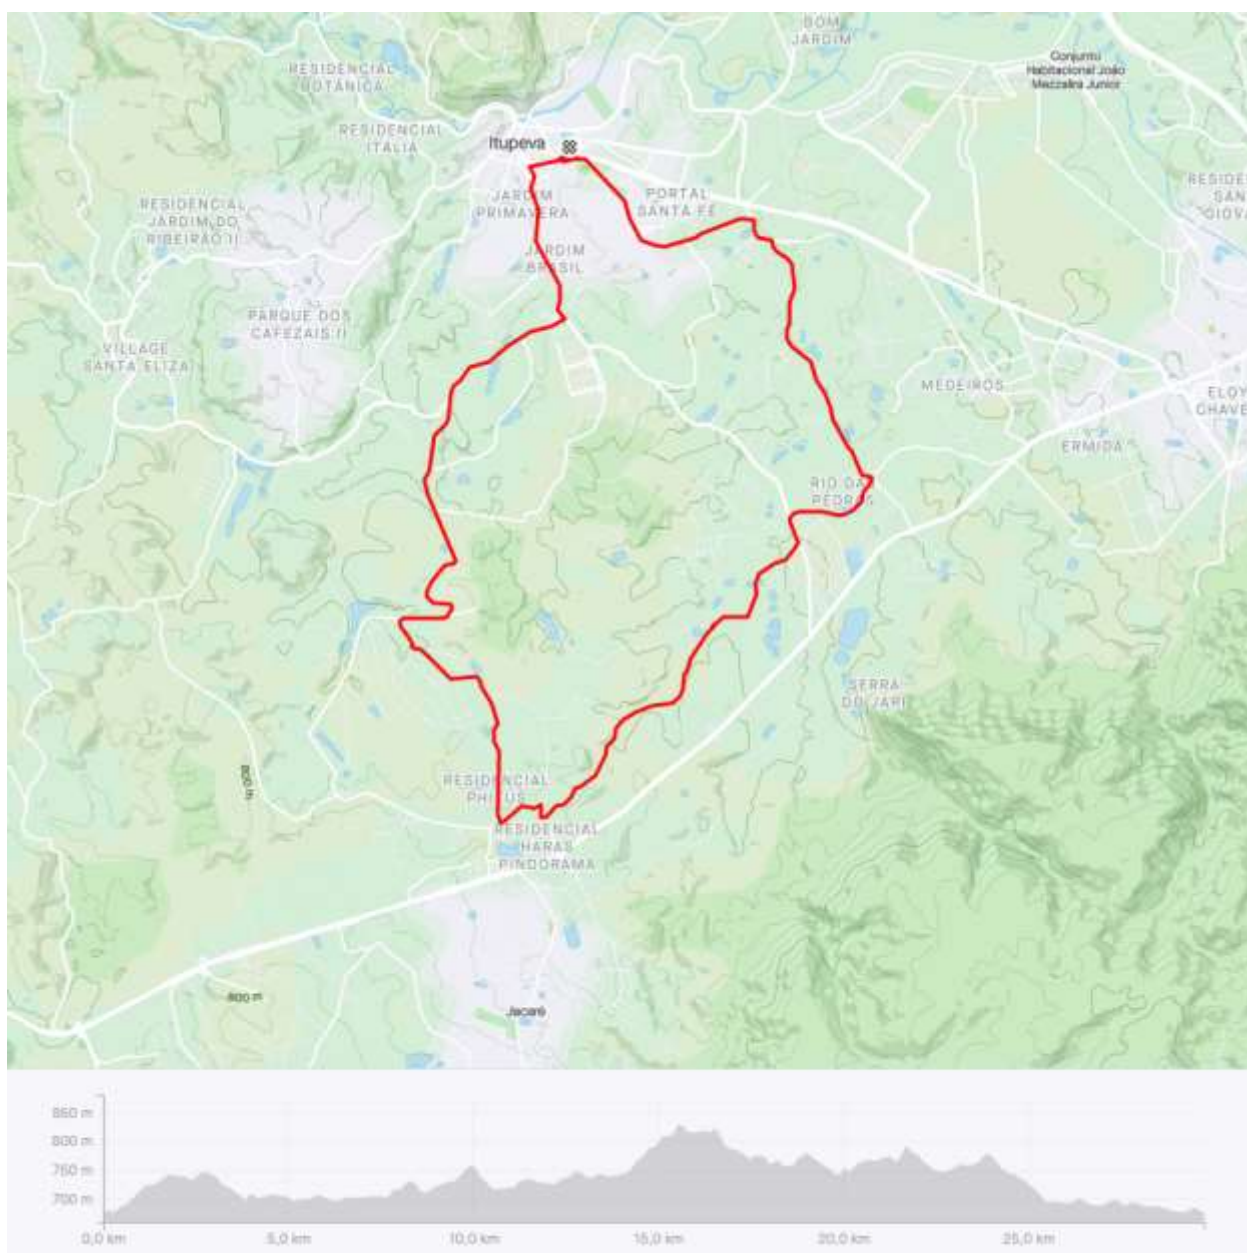 BOM
JARDIM
Conjunto
Habitacional João
Mezzalira Junior
RESIDENCIAL
BOTÂNICA
RESIDENCIAL
ITÁLIA
Itupeva
JARDIM
PRIMAVERA
PORTAL
SANTA FÉ
RESIDENCIAL
JARDIM DO
RIBEIRÃO II
JARDIM
BRASIL
PARQUE DOS
CAFEZAIS II
VILLAGE
SANTA ELIZA
MEDEIROS
ELOY
CHAVE
ERMIDA
RIO DA
PEDRAS
SERRA
DO JAPI
800 m
RESIDENCIAL
RESIDENCIAL
HARAS
PINDORAMA
800 m
Jacaré
850 m
800 m
750 m
700 m
0,0 km
5,0 km
10,0 km
15,0 km
20,0 km
25,0 km